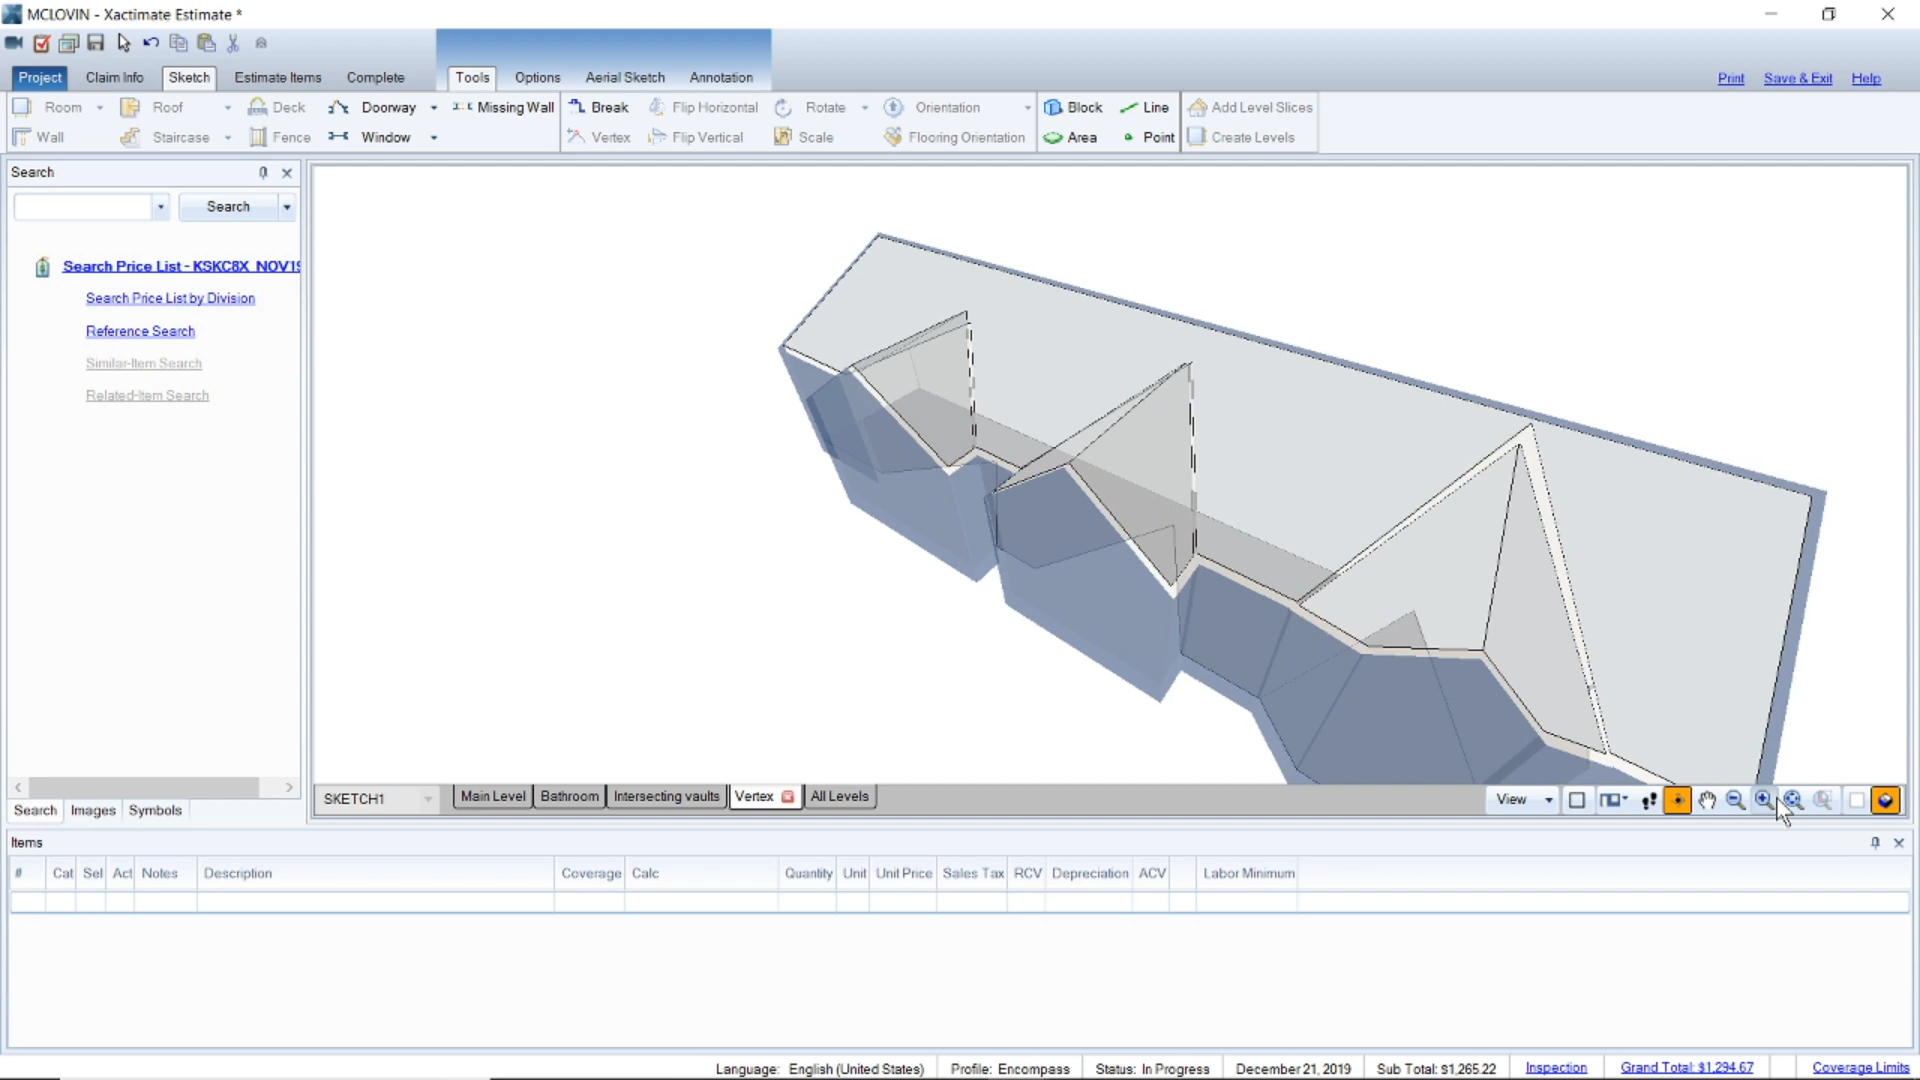 MCLOVIN - Xactimate Estimate *
Project Claim Info Sketch Estimate Items Complete Tools Options Aerial Sketch Annotation Print Save & Exit Help
Room Roof Deck Doorway Missing Wall Break Flip Horizontal Rotate Orientation Block Line Add Level Slices
Wall Staircase Fence Window Vertex Flip Vertical Scale Flooring Orientation Area Point Create Levels
Search
Search
Search Price List - KSKC8X_NOV19
Search Price List by Division
Reference Search
Similar-Item Search
Related-Item Search
SKETCH1 Main Level Bathroom Intersecting vaults Vertex All Levels View
Search Images Symbols
Items
# Cat Sel Act Notes Description Coverage Calc Quantity Unit Unit Price Sales Tax RCV Depreciation ACV Labor Minimum
Language: English (United States) Profile: Encompass Status: In Progress December 21, 2019 Sub Total: $1,265.22 Inspection Grand Total: $1,294.67 Coverage Limits